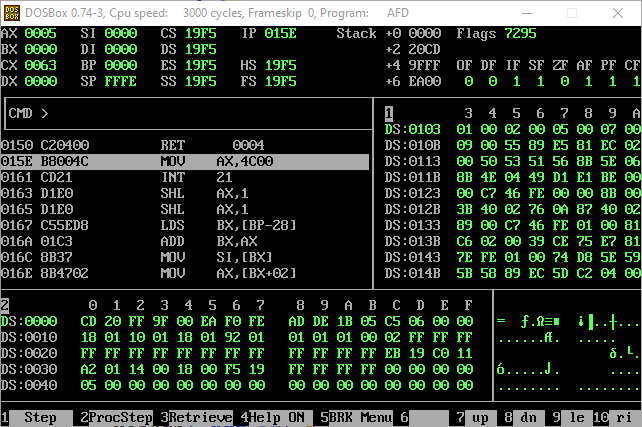 DOSBox 0.74-3, Cpu speed: 3000 cycles, Frameskip 0, Program: AFD
AX 0005 SI 0000 CS 19F5 IP 015E Stack +0 0000 Flags 7295
BX 0000 DI 0000 DS 19F5 +2 20CD
CX 0063 BP 0000 ES 19F5 HS 19F5 +4 9FFF OF DF IF SF ZF AF PF CF
DX 0000 SP FFFE SS 19F5 FS 19F5 +6 EA00 0 0 1 1 0 1 1 1
CMD > 1 3 4 5 6 7 8 9 A
DS:0103 01 00 02 00 05 00 07 00
0150 C20400 RET 0004 DS:010B 09 00 55 89 E5 81 EC 02
015E B8004C MOV AX,4C00 DS:0113 00 50 53 51 56 8B 5E 06
0161 CD21 INT 21 DS:011B 8B 4E 04 49 D1 E1 BE 00
0163 D1E0 SHL AX,1 DS:0123 00 C7 46 FE 00 00 8B 00
0165 D1E0 SHL AX,1 DS:012B 3B 40 02 76 0A 87 40 02
0167 C55ED8 LDS BX,[BP-28] DS:0133 89 00 C7 46 FE 01 00 81
016A 01C3 ADD BX,AX DS:013B C6 02 00 39 CE 75 E7 81
016C 8B37 MOV SI,[BX] DS:0143 7E FE 01 00 74 D8 5E 59
016E 8B4702 MOV AX,[BX+02] DS:014B 5B 58 89 EC 5D C2 04 00
2 0 1 2 3 4 5 6 7 8 9 A B C D E F
DS:0000 CD 20 FF 9F 00 EA F0 FE AD DE 1B 05 C5 06 00 00
DS:0010 18 01 10 01 18 01 92 01 01 01 01 00 02 FF FF FF
DS:0020 FF FF FF FF FF FF FF FF FF FF FF FF EB 19 C0 11
DS:0030 A2 01 14 00 18 00 F5 19 FF FF FF FF 00 00 00 00
DS:0040 05 00 00 00 00 00 00 00 00 00 00 00 00 00 00 00
1 Step 2 ProcStep 3 Retrieve 4 Help ON 5 BRK Menu 6 7 up 8 dn 9 le 10 ri